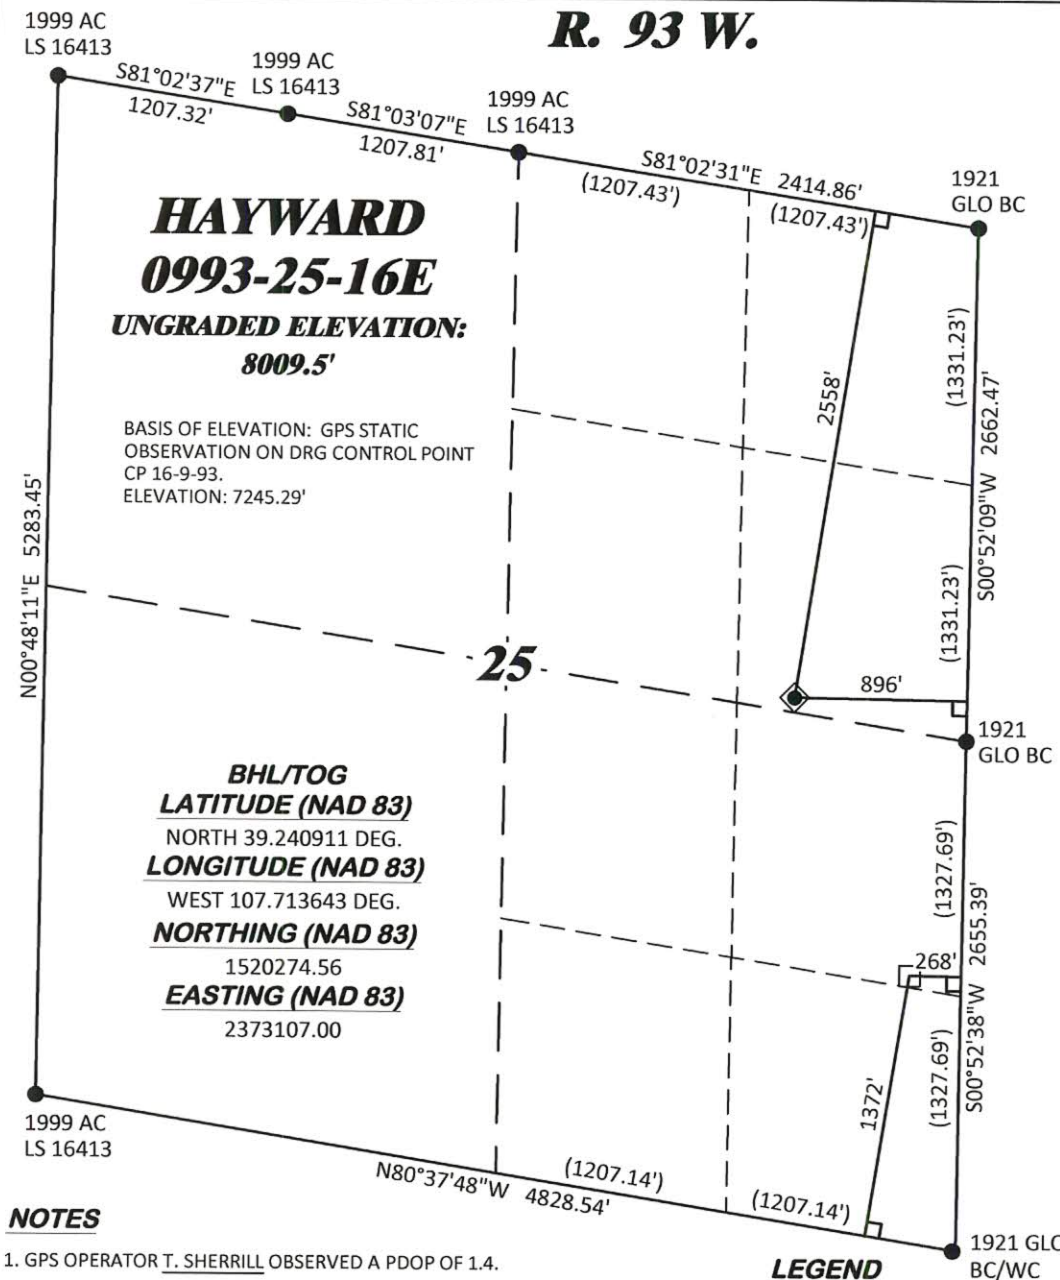 R. 93 W.
1999 AC
LS 16413
1999 AC
LS 16413
1999 AC
LS 16413
1921
GLO BC
S81°02'37"E
1207.32'
S81°03'07"E
1207.81'
S81°02'31"E 2414.86'
(1207.43')
(1207.43')
HAYWARD
0993-25-16E
UNGRADED ELEVATION:
8009.5'
BASIS OF ELEVATION: GPS STATIC
OBSERVATION ON DRG CONTROL POINT
CP 16-9-93.
ELEVATION: 7245.29'
N00°48'11"E 5283.45'
2558'
(1331.23')
S00°52'09"W 2662.47'
(1331.23')
25
896'
1921
GLO BC
BHL/TOG
LATITUDE (NAD 83)
NORTH 39.240911 DEG.
LONGITUDE (NAD 83)
WEST 107.713643 DEG.
NORTHING (NAD 83)
1520274.56
EASTING (NAD 83)
2373107.00
(1327.69')
S00°52'38"W 2655.39'
268'
1372'
(1327.69')
1999 AC
LS 16413
N80°37'48"W 4828.54'
(1207.14')
(1207.14')
1921 GLO
BC/WC
NOTES
1. GPS OPERATOR T. SHERRILL OBSERVED A PDOP OF 1.4.
LEGEND